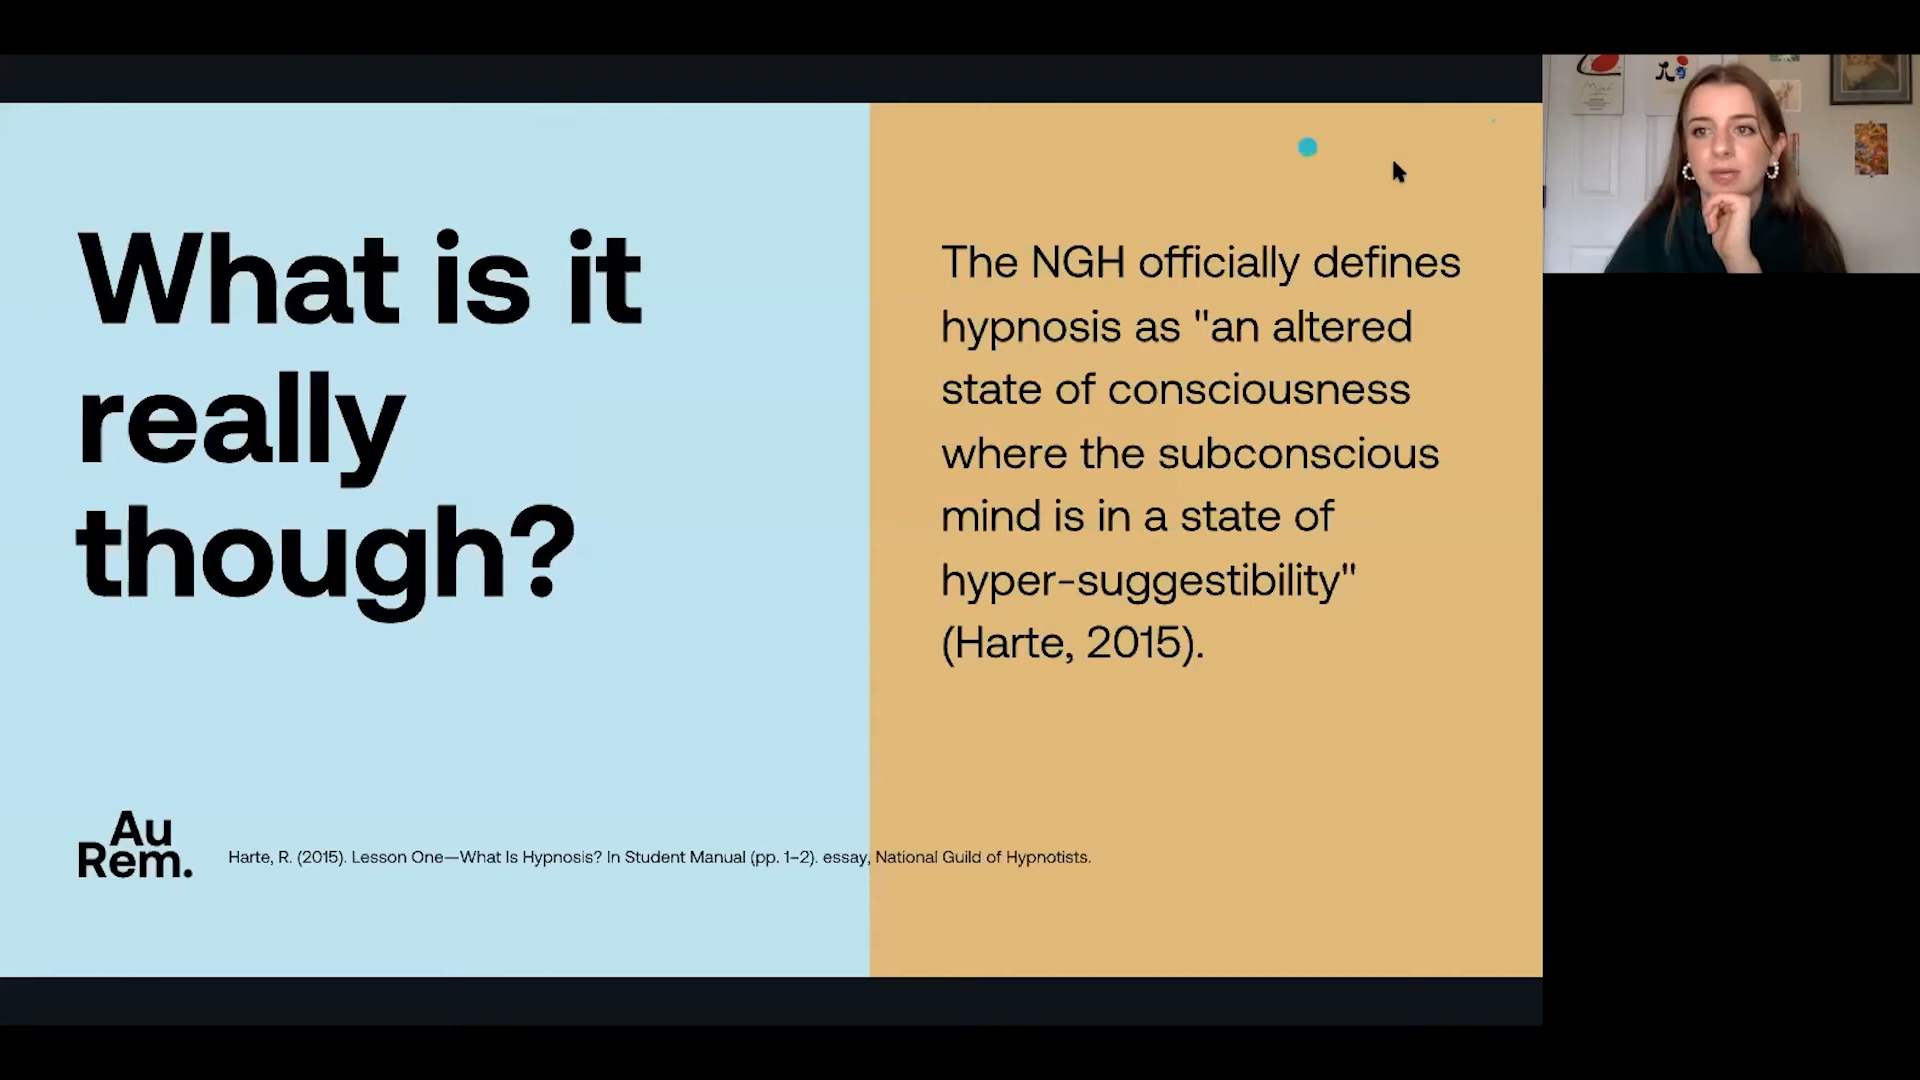 What is it
really
though?
The NGH officially defines
hypnosis as "an altered
state of consciousness
where the subconscious
mind is in a state of
hyper-suggestibility"
(Harte, 2015).
Au
Rem.
Harte, R. (2015). Lesson One—What Is Hypnosis? In Student Manual (pp. 1–2). essay, National Guild of Hypnotists.